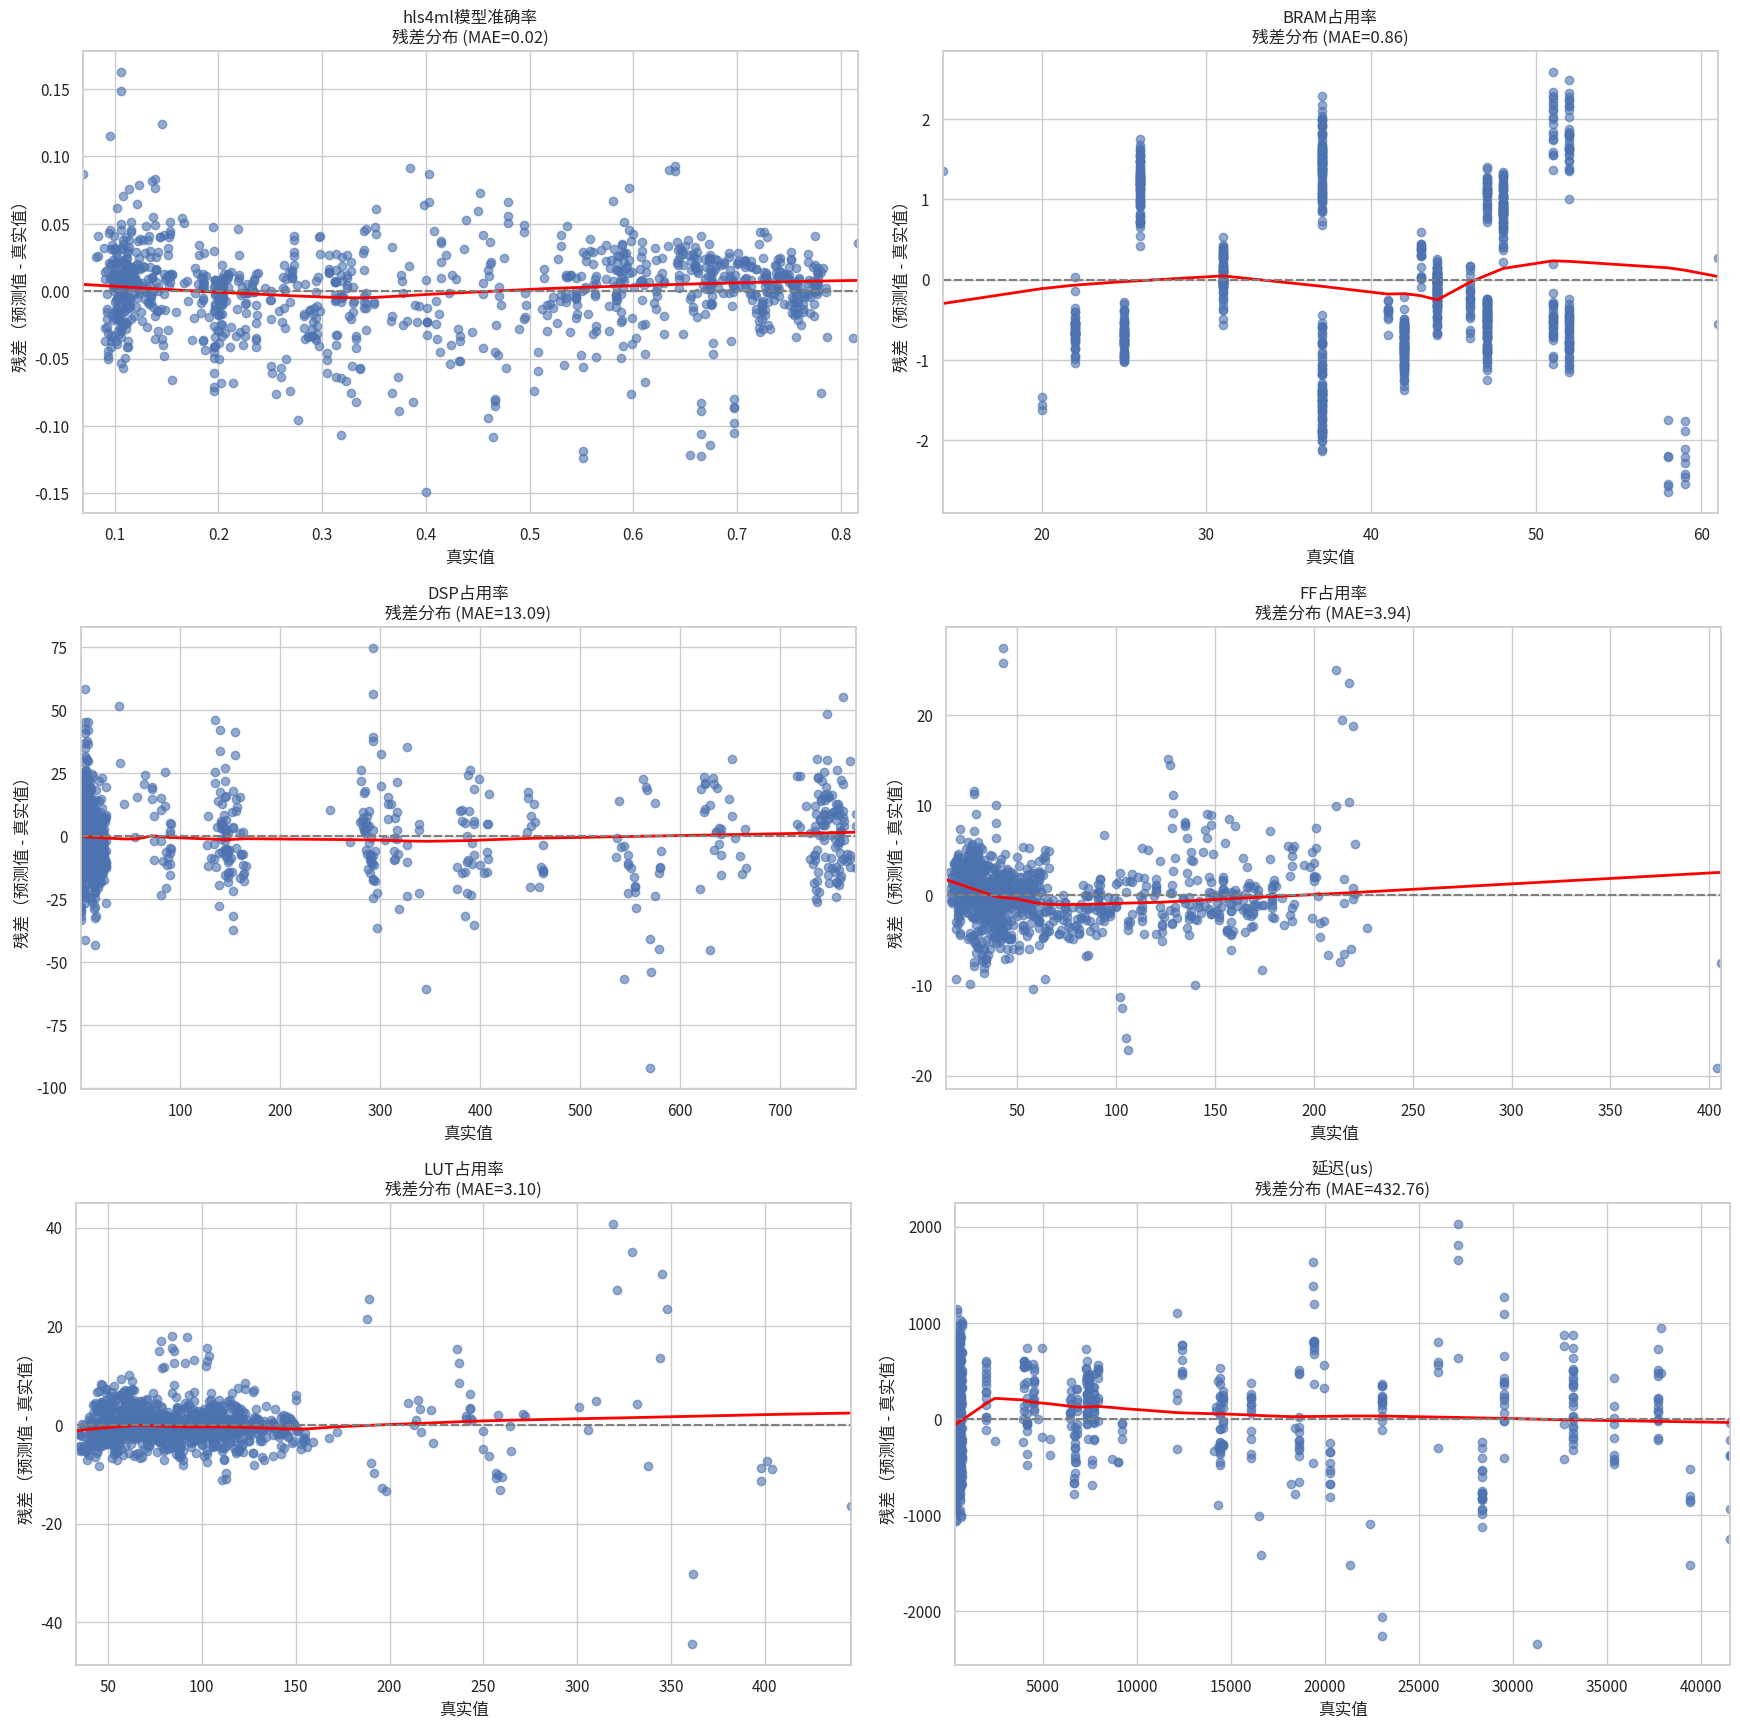 hls4ml模型准确率
残差分布 (MAE=0.02)
残差（预测值 - 真实值）
0.15
0.10
0.05
0.00
-0.05
-0.10
-0.15
0.1 0.2 0.3 0.4 0.5 0.6 0.7 0.8
真实值
BRAM占用率
残差分布 (MAE=0.86)
残差（预测值 - 真实值）
2
1
0
-1
-2
20 30 40 50 60
真实值
DSP占用率
残差分布 (MAE=13.09)
残差（预测值 - 真实值）
75
50
25
0
-25
-50
-75
-100
100 200 300 400 500 600 700
真实值
FF占用率
残差分布 (MAE=3.94)
残差（预测值 - 真实值）
20
10
0
-10
-20
50 100 150 200 250 300 350 400
真实值
LUT占用率
残差分布 (MAE=3.10)
残差（预测值 - 真实值）
40
20
0
-20
-40
50 100 150 200 250 300 350 400
真实值
延迟(us)
残差分布 (MAE=432.76)
残差（预测值 - 真实值）
2000
1000
0
-1000
-2000
5000 10000 15000 20000 25000 30000 35000 40000
真实值